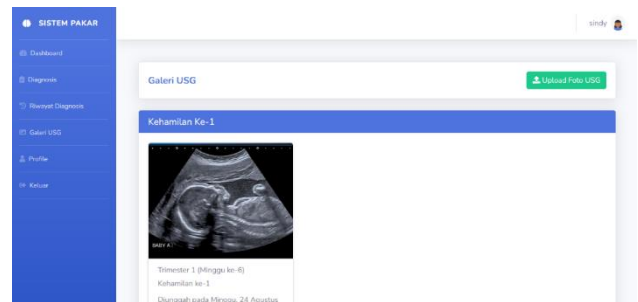 SISTEM PAKAR
sindy
Dashboard
Diagnosis
Riwayat Diagnosis
Galeri USG
Profile
Keluar
Galeri USG
Upload Foto USG
Kehamilan Ke-1
BABY A
Trimester 1 (Minggu ke-6)
Kehamilan ke-1
Diunggah pada Minggu, 24 Agustus